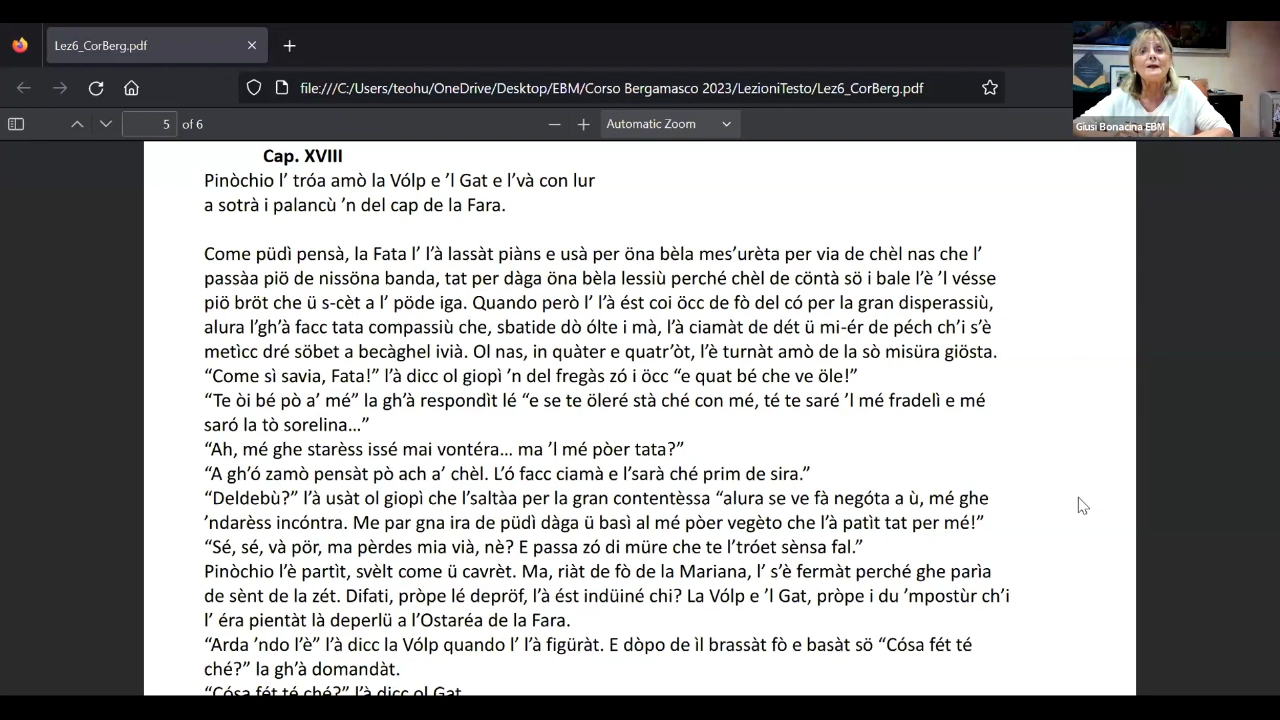 Lez6_CorBerg.pdf
file:///C:/Users/teohu/OneDrive/Desktop/EBM/Corso Bergamasco 2023/LezioniTesto/Lez6_CorBerg.pdf
5 of 6
Automatic Zoom
Giusi Bonacina EBM
Cap. XVIII
Pinòchio l’ tróa amò la Vólp e ’l Gat e l’và con lur
a sotrà i palancù ’n del cap de la Fara.
Come püdì pensà, la Fata l’ l’à lassàt piàns e usà per öna bèla mes’urèta per via de chèl nas che l’
passàa piö de nissöna banda, tat per dàga öna bèla lessiù perché chèl de cöntà sö i bale l’è ’l vésse
piö bröt che ü s-cèt a l’ pöde iga. Quando però l’ l’à ést coi öcc de fò del có per la gran disperassiù,
alura l’gh’à facc tata compassiù che, sbatide dò ólte i mà, l’à ciamàt de dét ü mi-ér de péch ch’i s’è
metìcc dré söbet a becàghel ivià. Ol nas, in quàter e quatr’òt, l’è turnàt amò de la sò misüra giösta.
“Come sì savia, Fata!” l’à dicc ol giopì ’n del fregàs zó i öcc “e quat bé che ve öle!”
“Te òi bé pò a’ mé” la gh’à respondìt lé “e se te öleré stà ché con mé, té te saré ’l mé fradelì e mé
saró la tò sorelina…”
“Ah, mé ghe starèss issé mai vontéra… ma ’l mé pòer tata?”
“A gh’ó zamò pensàt pò ach a’ chèl. L’ó facc ciamà e l’sarà ché prim de sira.”
“Deldebù?” l’à usàt ol giopì che l’saltàa per la gran contentèssa “alura se ve fà negóta a ù, mé ghe
’ndarèss incóntra. Me par gna ira de püdì dàga ü basì al mé pòer vegèto che l’à patìt tat per mé!”
“Sé, sé, và pör, ma pèrdes mia vià, nè? E passa zó di müre che te l’tróet sènsa fal.”
Pinòchio l’è partìt, svèlt come ü cavrèt. Ma, riàt de fò de la Mariana, l’ s’è fermàt perché ghe parìa
de sènt de la zét. Difati, pròpe lé depröf, l’à ést indüiné chi? La Vólp e ’l Gat, pròpe i du ’mpostùr ch’i
l’ éra pientàt là deperlü a l’Ostaréa de la Fara.
“Arda ’ndo l’è” l’à dicc la Vólp quando l’ l’à figüràt. E dòpo de ìl brassàt fò e basàt sö “Cósa fét té
ché?” la gh’à domandàt.
“Cósa fét té ché?” l’à dicc ol Gat